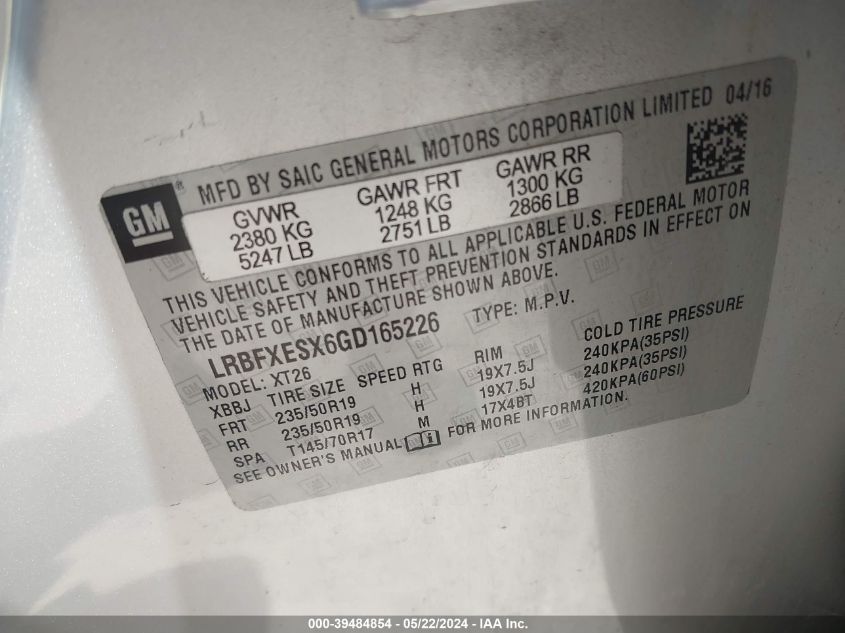 MFD BY SAIC GENERAL MOTORS CORPORATION LIMITED 04/16
GM ®
GVWR GAWR FRT GAWR RR
2380 KG 1248 KG 1300 KG
5247 LB 2751 LB 2866 LB
THIS VEHICLE CONFORMS TO ALL APPLICABLE U.S. FEDERAL MOTOR
VEHICLE SAFETY AND THEFT PREVENTION STANDARDS IN EFFECT ON
THE DATE OF MANUFACTURE SHOWN ABOVE.
LRBFXESX6GD165226 TYPE: M.P.V.
MODEL: XT26
XBBJ TIRE SIZE SPEED RTG RIM COLD TIRE PRESSURE
FRT 235/50R19 H 19X7.5J 240KPA(35PSI)
RR 235/50R19 H 19X7.5J 240KPA(35PSI)
SPA T145/70R17 M 17X4BT 420KPA(60PSI)
SEE OWNER'S MANUAL FOR MORE INFORMATION.
000-39484854 / 05/22/2024 - IAA Inc.